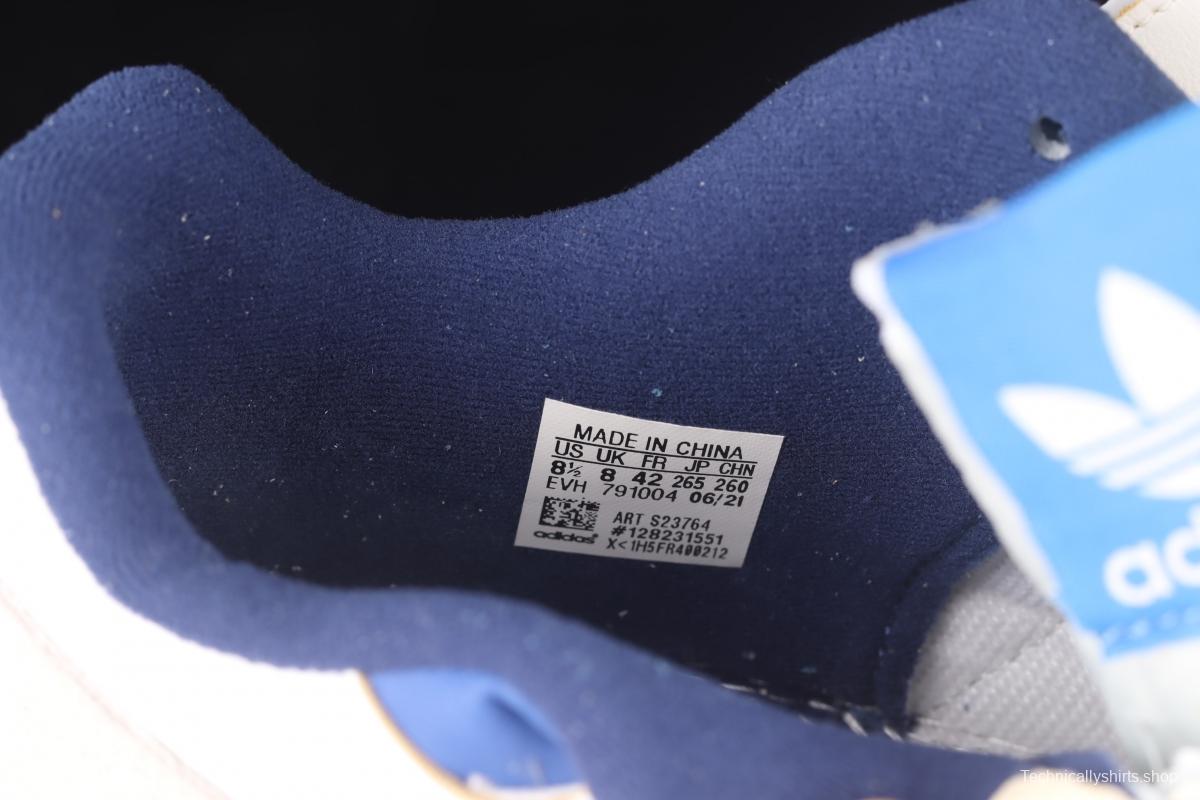 MADE IN CHINA
US UK FR JP CHN
8½ 8 42 265 260
EVH 791004 06/21
ART S23764
#128231551
X<1H5FR400212
adidas
ad
Technicallyshirts.shop